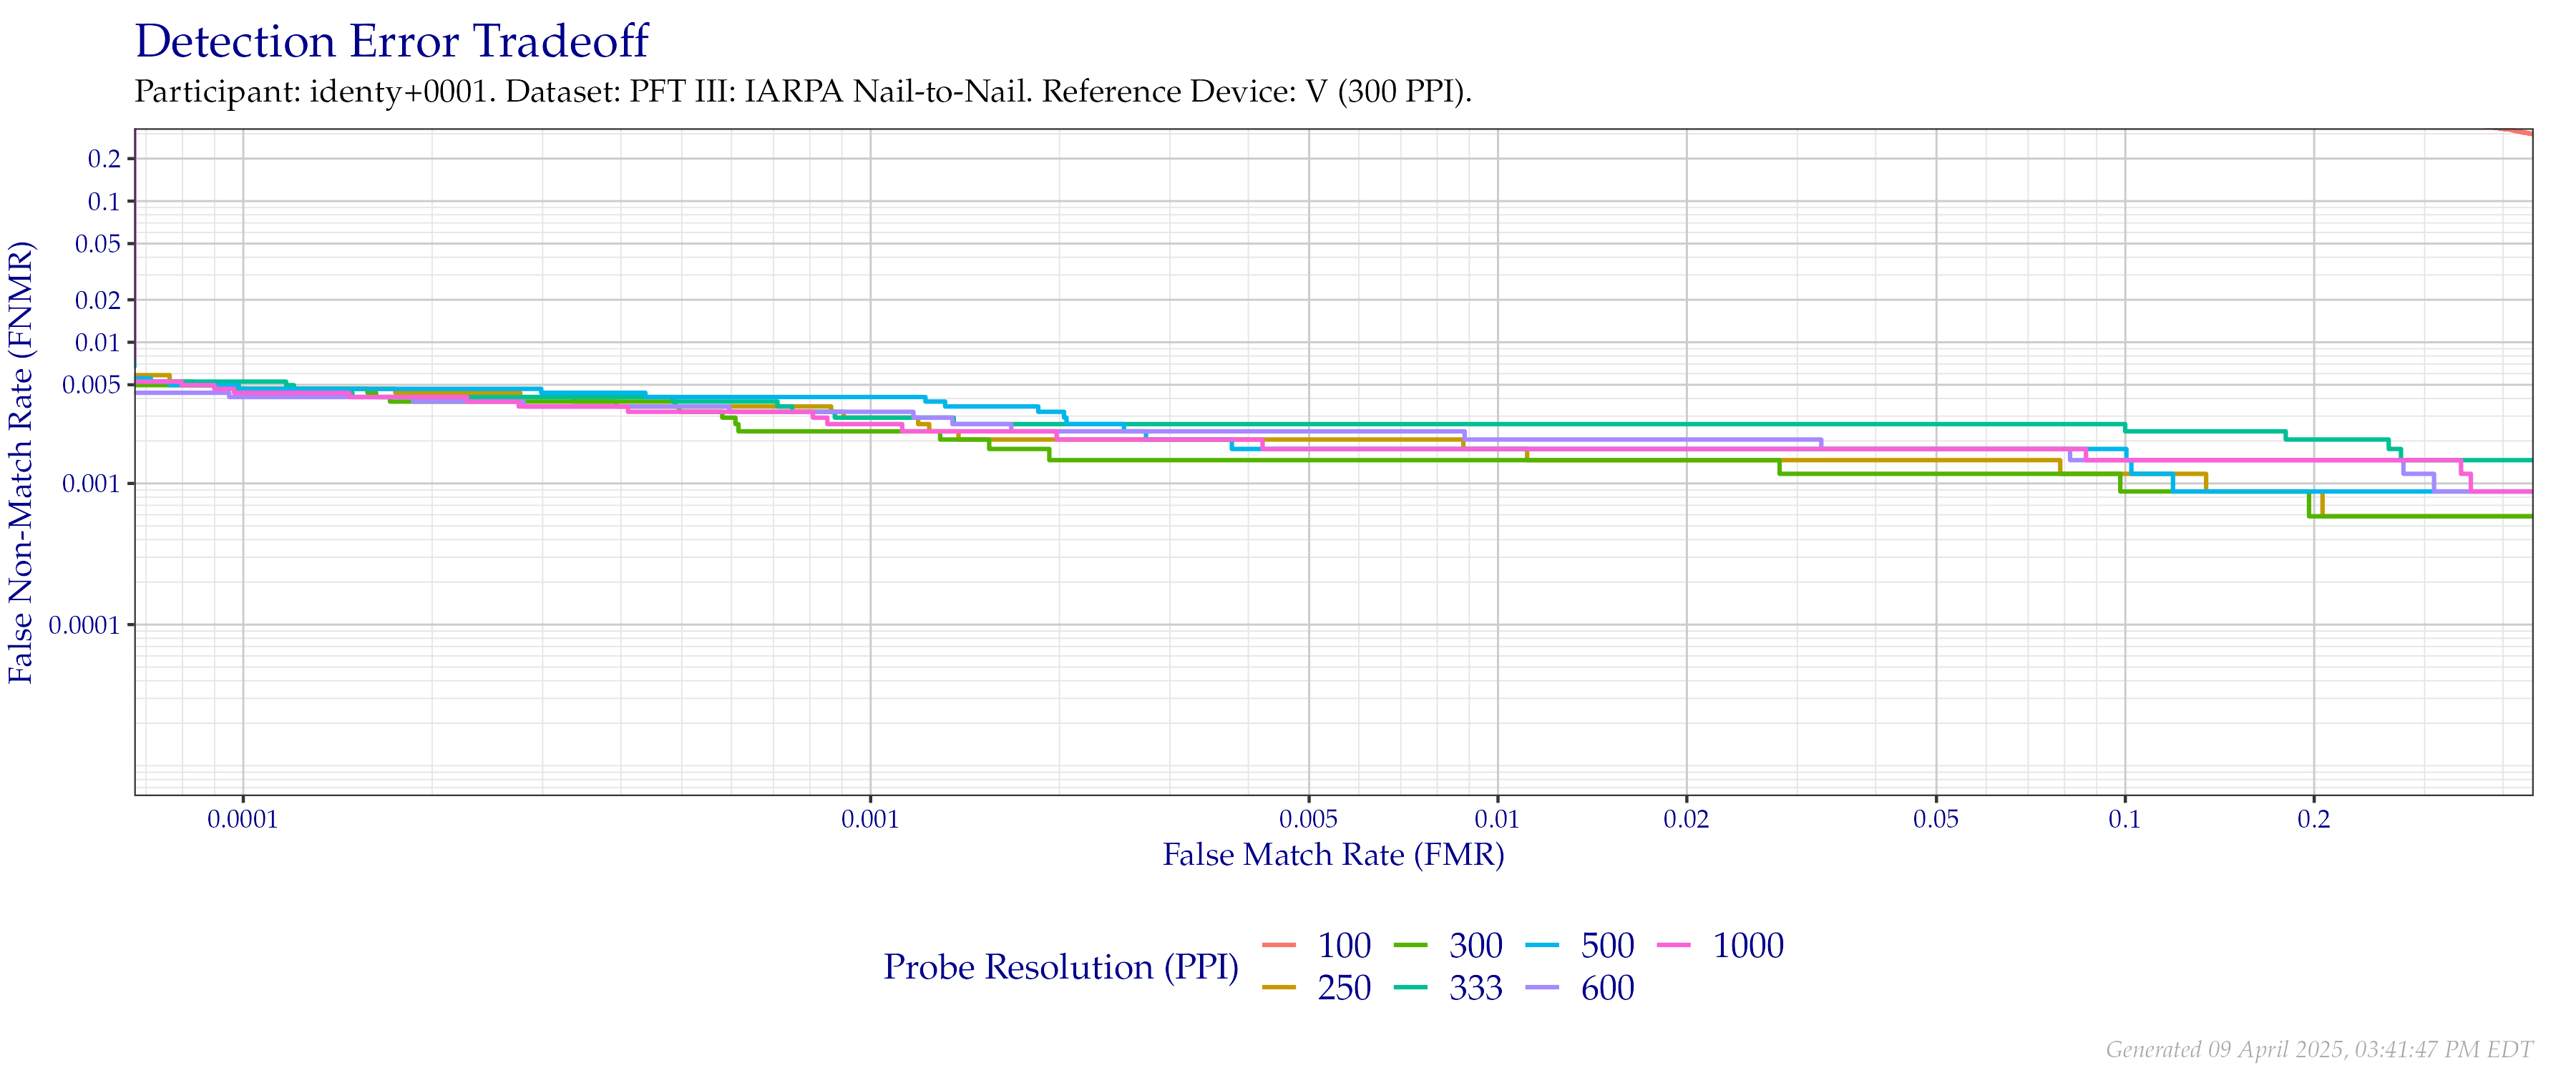 Detection Error Tradeoff
Participant: identy+0001. Dataset: PFT III: IARPA Nail-to-Nail. Reference Device: V (300 PPI).
False Non-Match Rate (FNMR)
0.2
0.1
0.05
0.02
0.01
0.005
0.001
0.0001
0.0001 0.001 0.005 0.01 0.02 0.05 0.1 0.2
False Match Rate (FMR)
Probe Resolution (PPI)
100 300 500 1000
250 333 600
Generated 09 April 2025, 03:41:47 PM EDT